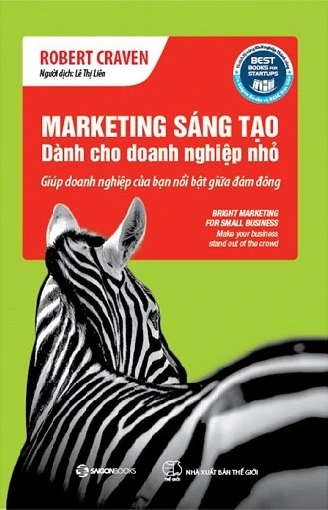 ROBERT CRAVEN
Người dịch: Lê Thị Liên
BEST
BOOKS FOR
STARTUPS
MARKETING SÁNG TẠO
Dành cho doanh nghiệp nhỏ
Giúp doanh nghiệp của bạn nổi bật giữa đám đông
BRIGHT MARKETING
FOR SMALL BUSINESS
Make your business
stand out of the crowd
SAIGONBOOKS
THẾ GIỚI
NHÀ XUẤT BẢN THẾ GIỚI